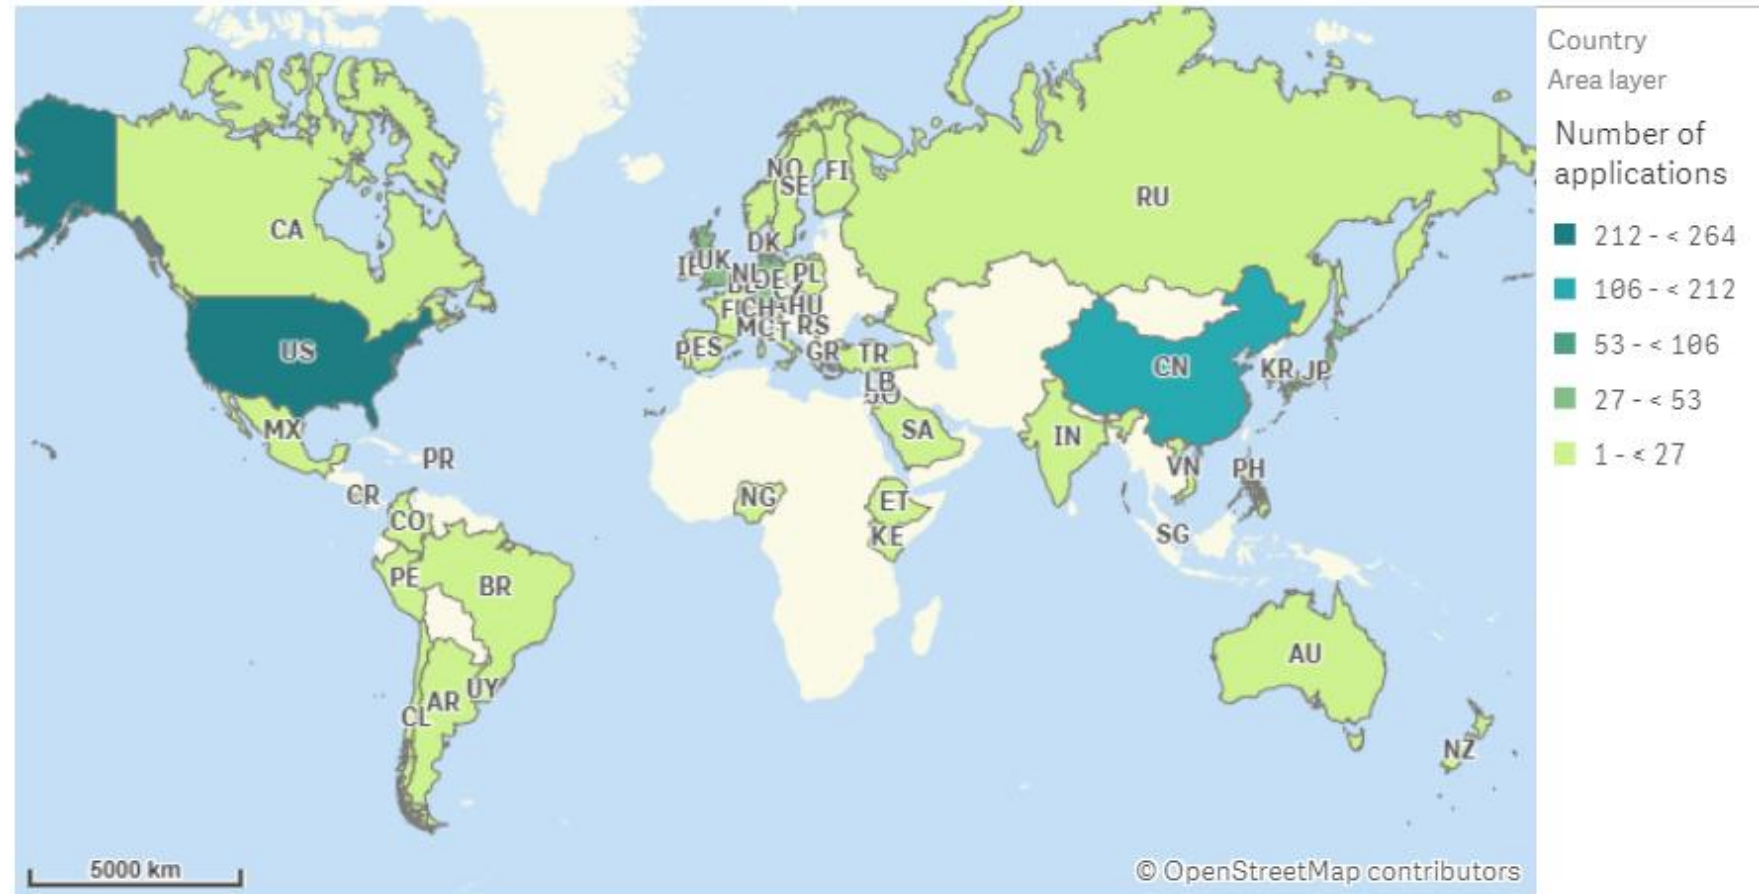 Country
Area layer
Number of
applications
212 - < 264
106 - < 212
53 - < 106
27 - < 53
1 - < 27
NO
SE
FI
RU
CA
DK
UK
NL
DE
PL
CH
HU
MC
RS
ES
GR
TR
US
LB
CN
KR
JP
MX
SA
IN
PR
VN
PH
CR
NG
ET
CO
KE
SG
PE
BR
AU
UY
AR
CL
NZ
5000 km
© OpenStreetMap contributors